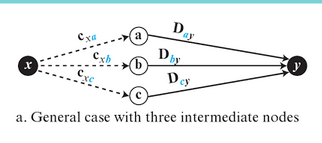 D_ay
c_xa
a
c_xb
D_by
x
b
y
c_xc
D_cy
c
a. General case with three intermediate nodes